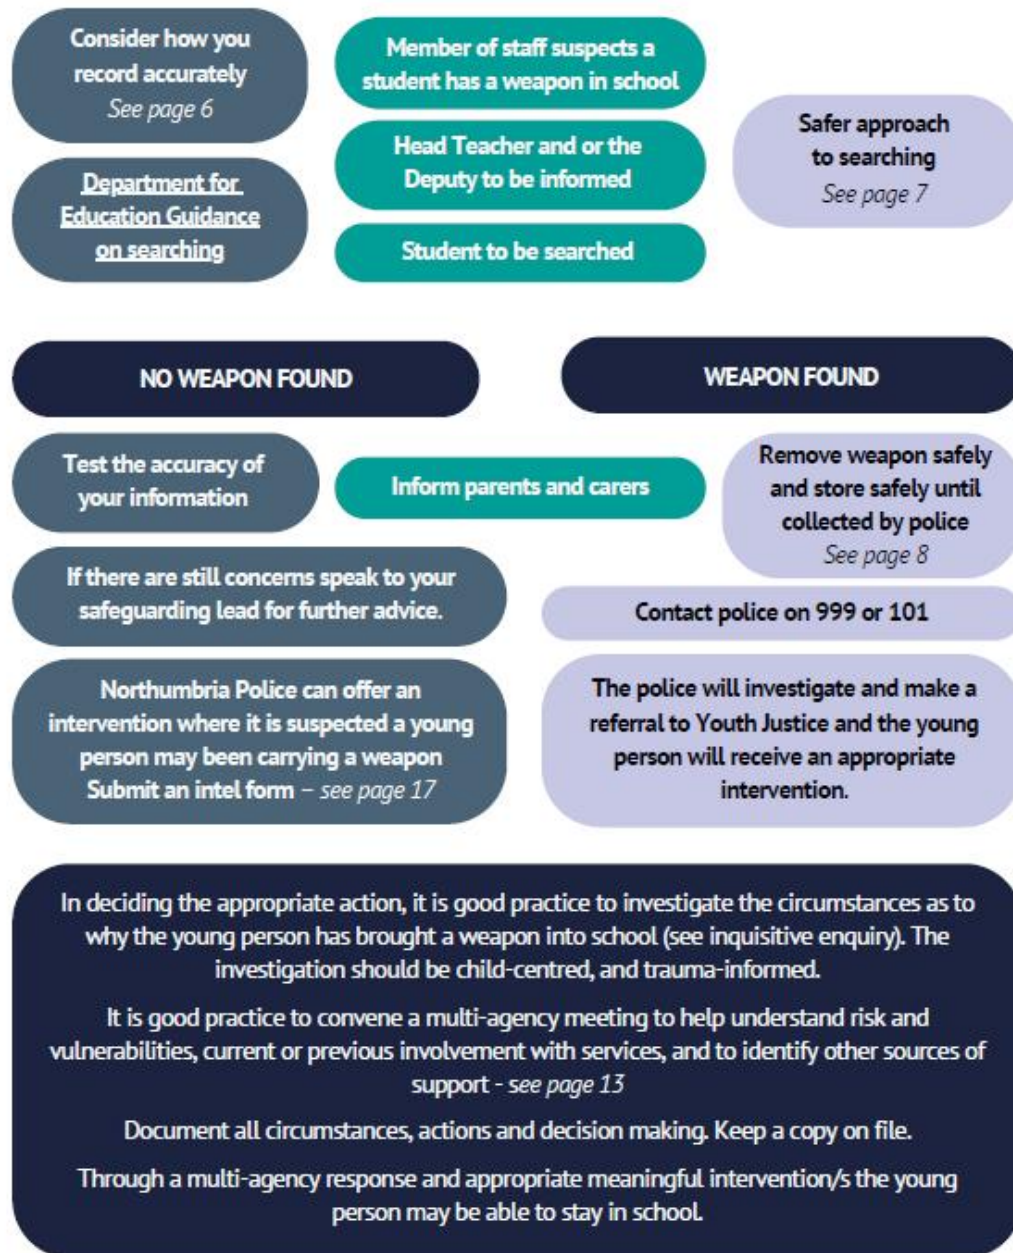 Consider how you
record accurately
See page 6
Department for
Education Guidance
on searching
Member of staff suspects a
student has a weapon in school
Head Teacher and or the
Deputy to be informed
Student to be searched
Safer approach
to searching
See page 7
NO WEAPON FOUND
WEAPON FOUND
Test the accuracy of
your information
Inform parents and carers
Remove weapon safely
and store safely until
collected by police
See page 8
If there are still concerns speak to your
safeguarding lead for further advice.
Contact police on 999 or 101
Northumbria Police can offer an
intervention where it is suspected a young
person may been carrying a weapon
Submit an intel form – see page 17
The police will investigate and make a
referral to Youth Justice and the young
person will receive an appropriate
intervention.
In deciding the appropriate action, it is good practice to investigate the circumstances as to
why the young person has brought a weapon into school (see inquisitive enquiry). The
investigation should be child-centred, and trauma-informed.
It is good practice to convene a multi-agency meeting to help understand risk and
vulnerabilities, current or previous involvement with services, and to identify other sources of
support - see page 13
Document all circumstances, actions and decision making. Keep a copy on file.
Through a multi-agency response and appropriate meaningful intervention/s the young
person may be able to stay in school.